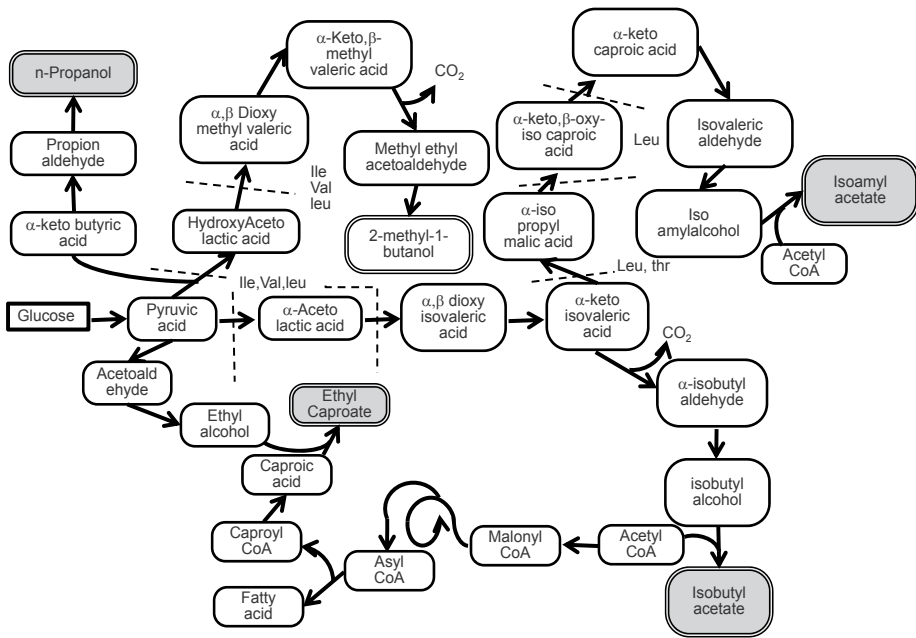 α-Keto,β-
methyl
valeric acid
α-keto
caproic acid
n-Propanol
CO2
α,β Dioxy
methyl valeric
acid
α-keto,β-oxy-
iso caproic
acid
Isovaleric
aldehyde
Propion
aldehyde
Methyl ethyl
acetoaldehyde
Leu
Ile
Val
leu
Isoamyl
acetate
α-keto butyric
acid
HydroxyAceto
lactic acid
2-methyl-1-
butanol
α-iso
propyl
malic acid
Iso
amylalcohol
Acetyl
CoA
Leu, thr
Ile,Val,leu
Glucose
Pyruvic
acid
α-Aceto
lactic acid
α,β dioxy
isovaleric
acid
α-keto
isovaleric
acid
CO2
Acetoald
ehyde
Ethyl
Caproate
α-isobutyl
aldehyde
Ethyl
alcohol
Caproic
acid
isobutyl
alcohol
Caproyl
CoA
Asyl
CoA
Malonyl
CoA
Acetyl
CoA
Fatty
acid
Isobutyl
acetate